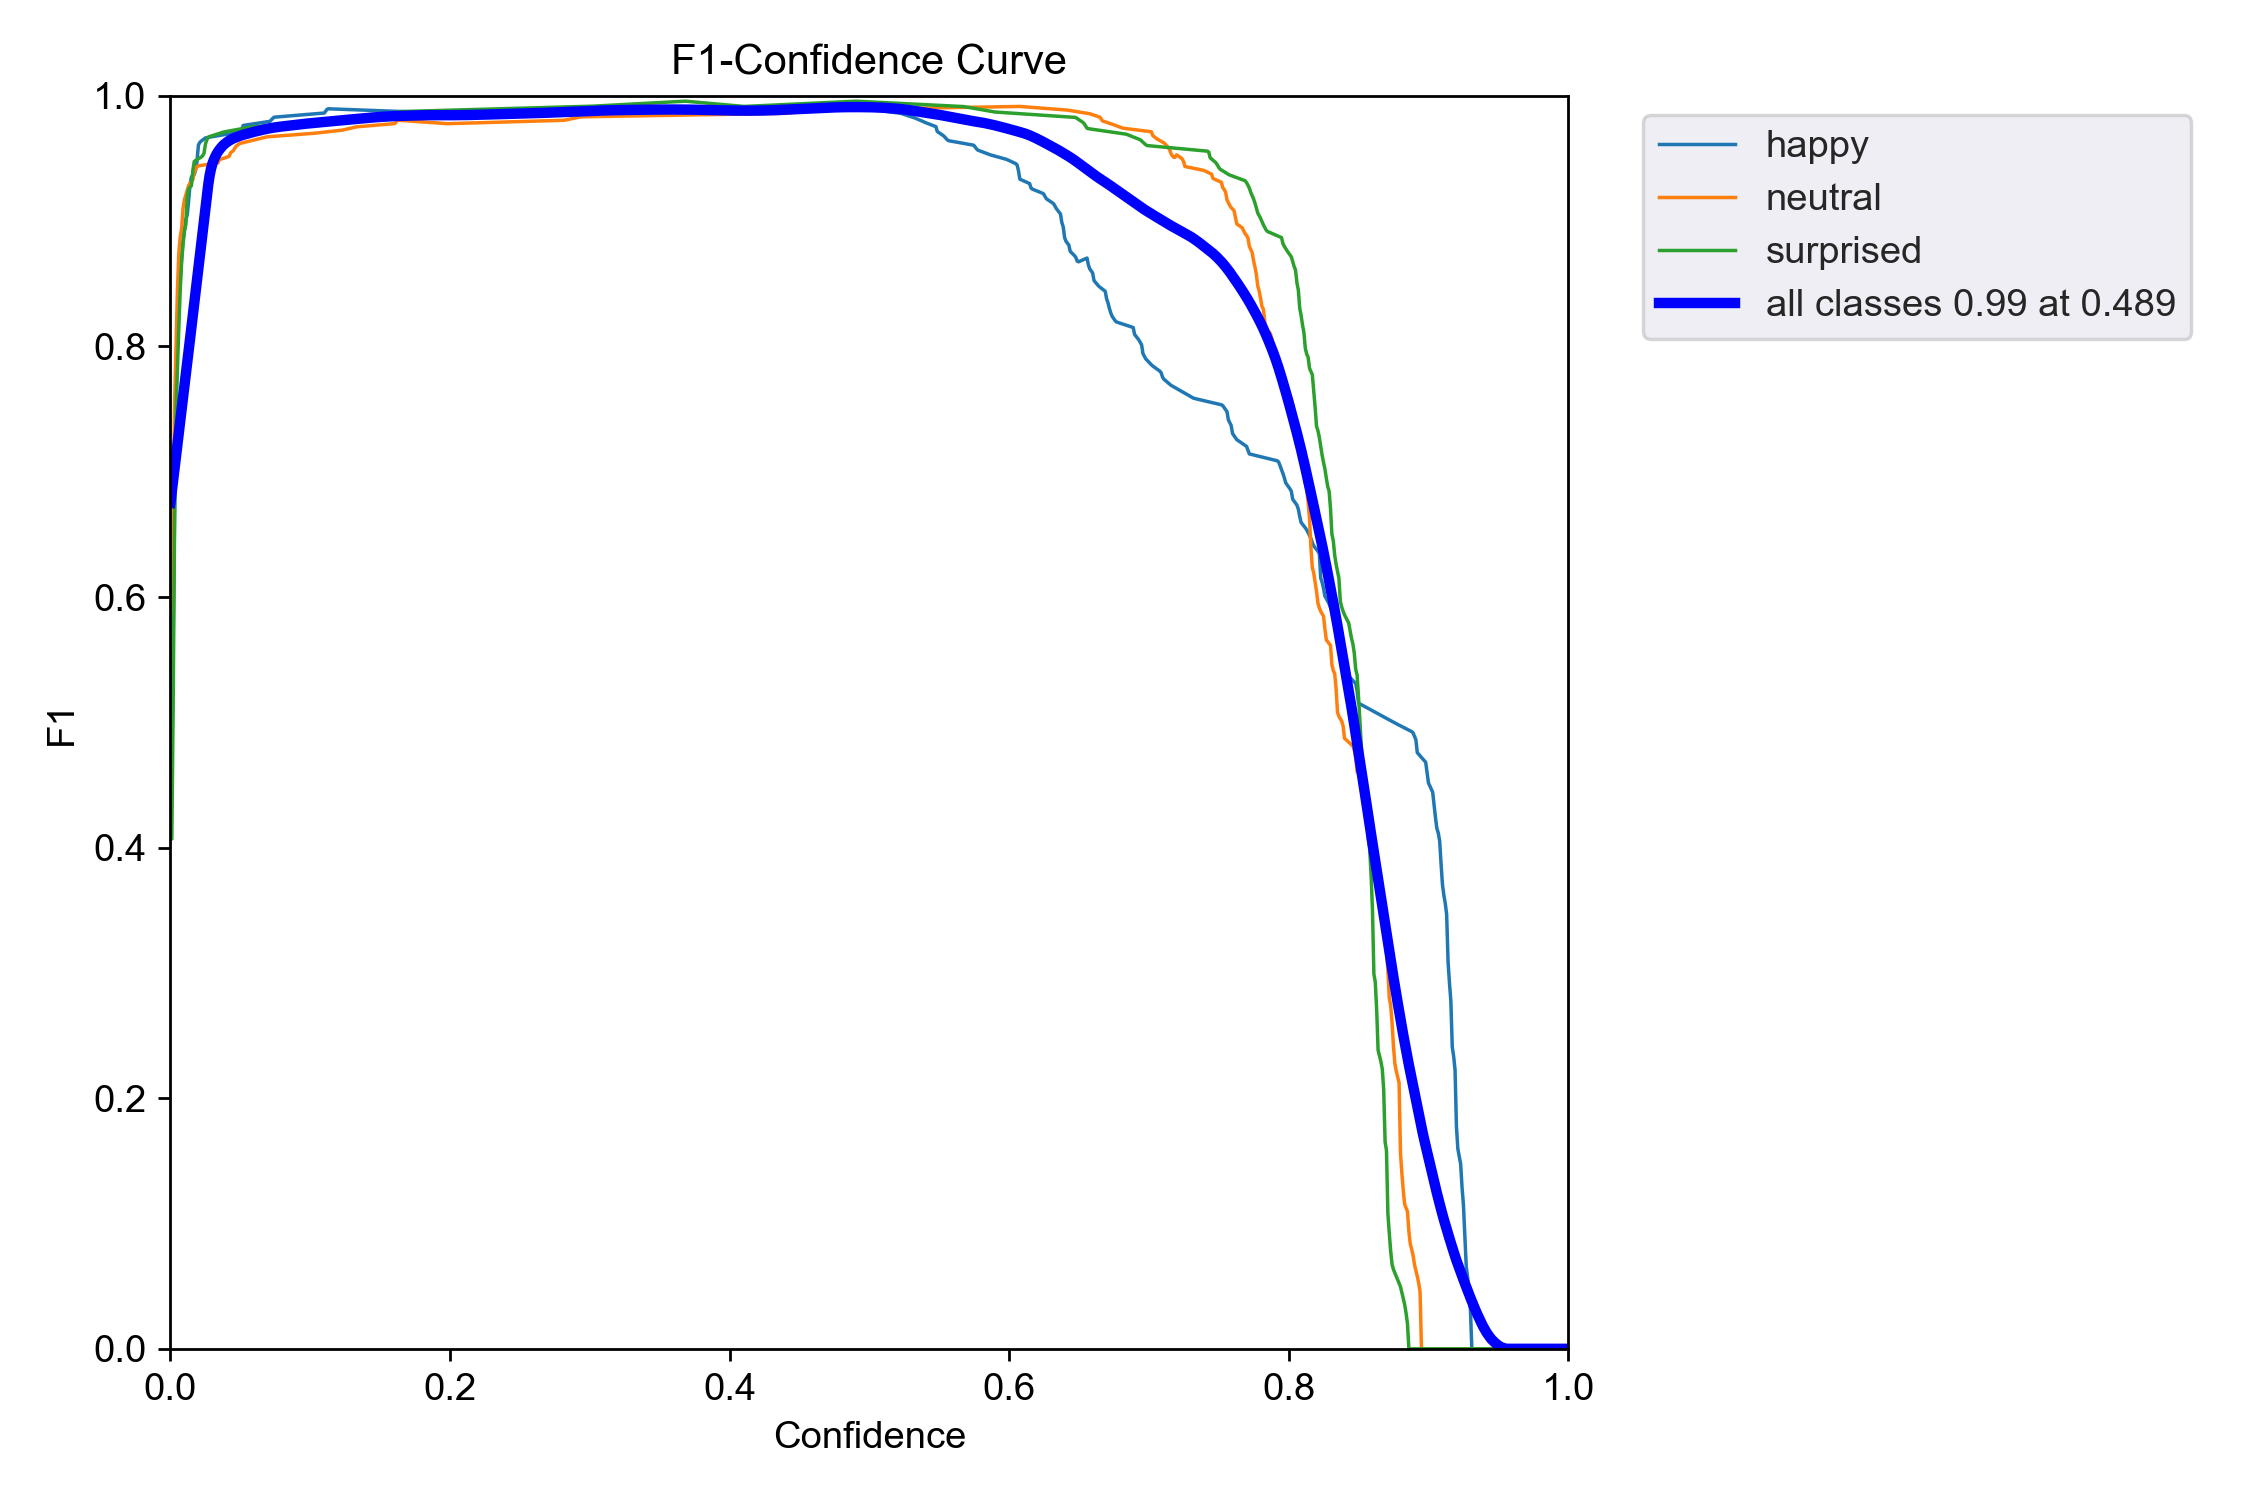 F1-Confidence Curve
1.0
0.8
0.6
0.4
0.2
0.0
F1
0.0 0.2 0.4 0.6 0.8 1.0
Confidence
happy
neutral
surprised
all classes 0.99 at 0.489